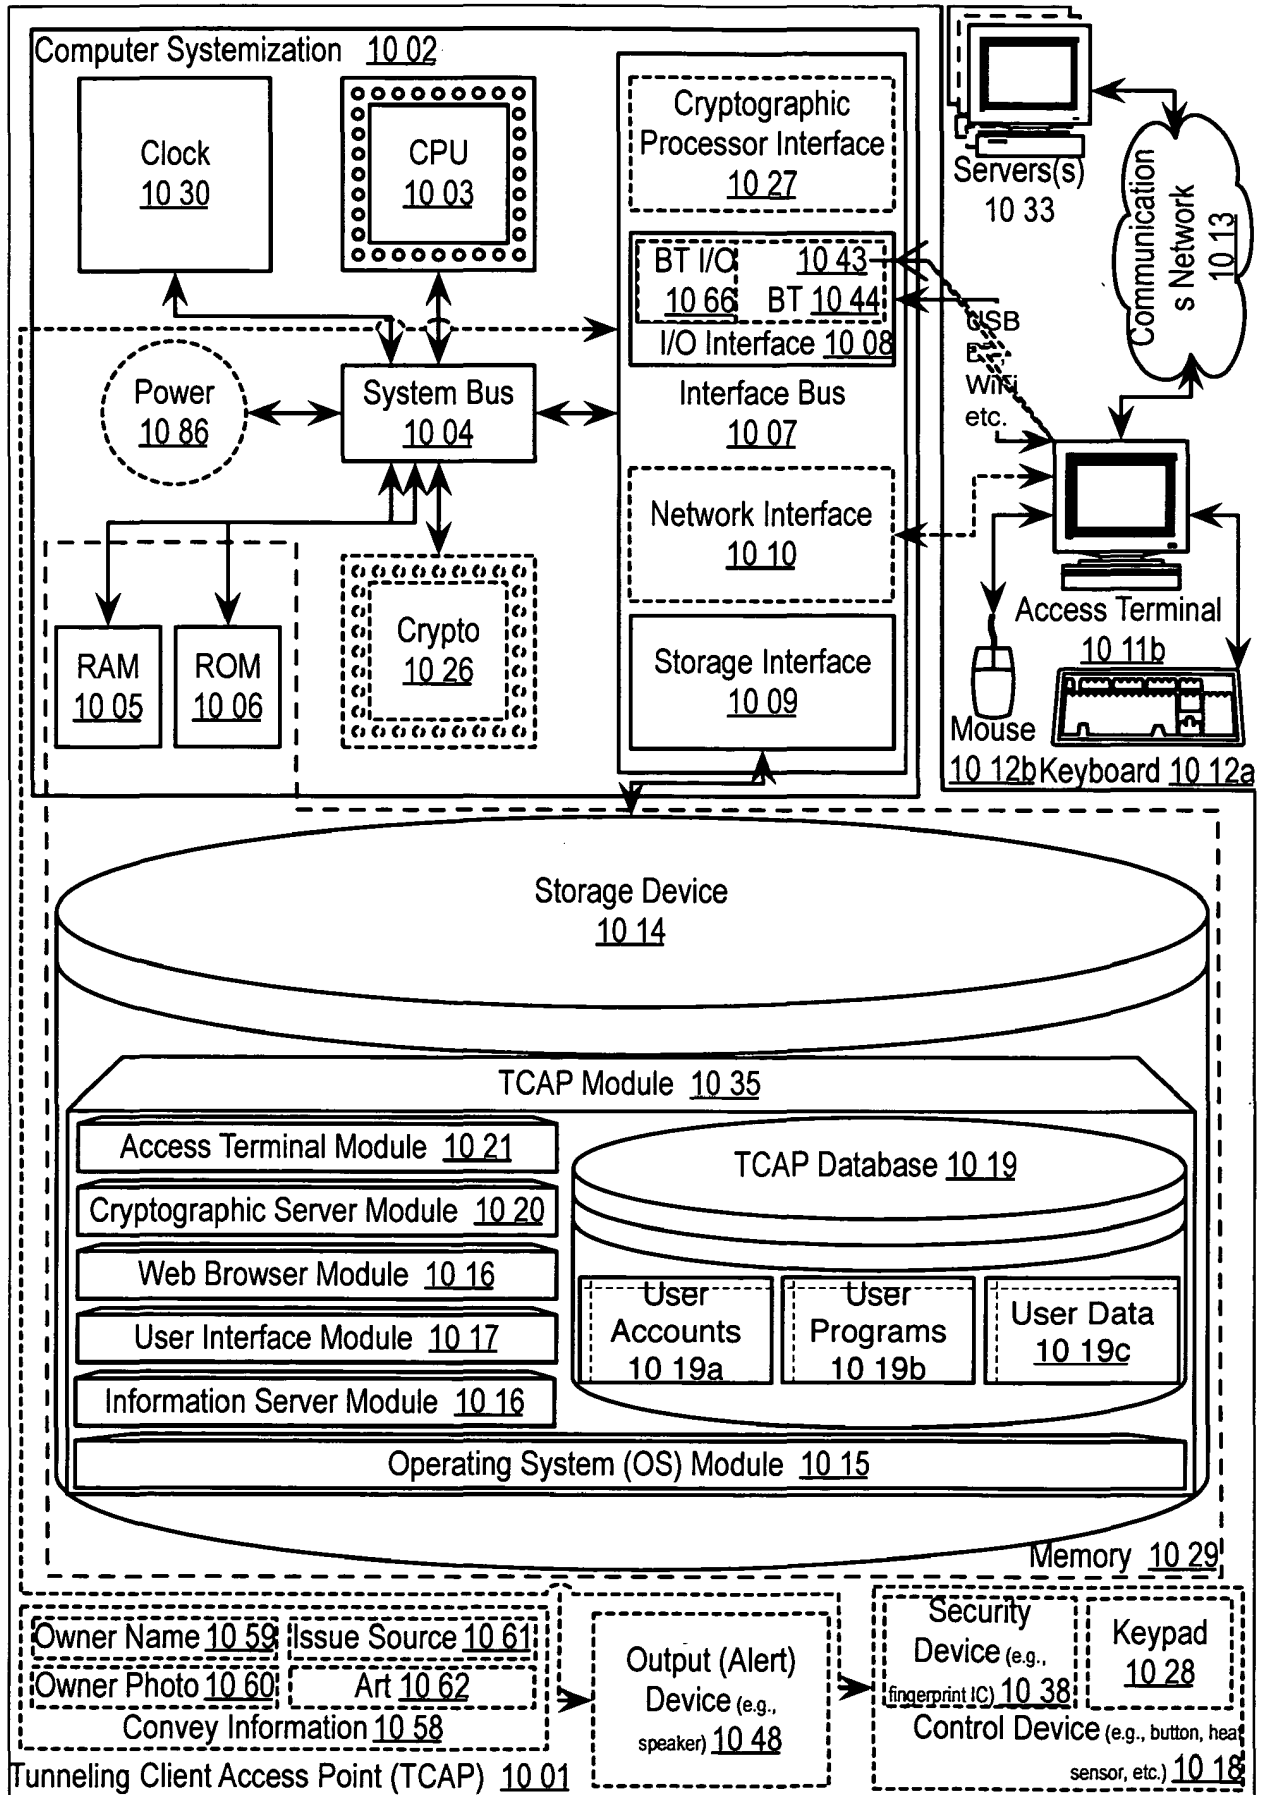 Computer Systemization 10 02
Clock
10 30
CPU
10 03
Cryptographic
Processor Interface
10 27
Servers(s)
10 33
Communication
s Network
10 13
BT I/O
10 66
10 43
BT 10 44
I/O Interface 10 08
USB
WiFi
etc.
Power
10 86
System Bus
10 04
Interface Bus
10 07
Network Interface
10 10
Crypto
10 26
RAM
10 05
ROM
10 06
Storage Interface
10 09
Access Terminal
10 11b
Mouse
10 12b
Keyboard 10 12a
Storage Device
10 14
TCAP Module 10 35
Access Terminal Module 10 21
Cryptographic Server Module 10 20
Web Browser Module 10 16
User Interface Module 10 17
Information Server Module 10 16
TCAP Database 10 19
User
Accounts
10 19a
User
Programs
10 19b
User Data
10 19c
Operating System (OS) Module 10 15
Memory 10 29
Owner Name 10 59
Issue Source 10 61
Owner Photo 10 60
Art 10 62
Convey Information 10 58
Output (Alert)
Device (e.g.,
speaker) 10 48
Security
Device (e.g.,
fingerprint IC) 10 38
Keypad
10 28
Control Device (e.g., button, heat
sensor, etc.) 10 18
Tunneling Client Access Point (TCAP) 10 01